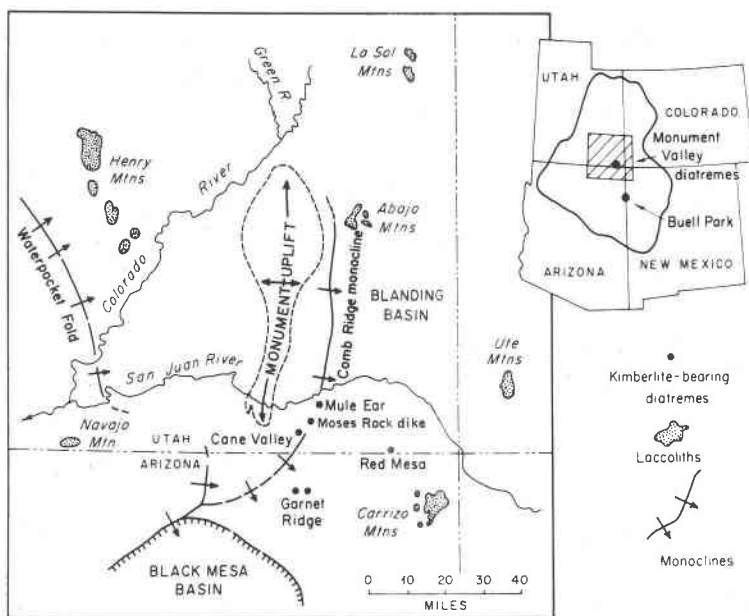 La Sal
Mtns
Green R.
Henry
Mtns
River
Colorado
Waterpocket Fold
MONUMENT UPLIFT
Comb Ridge monocline
Abajo
Mtns
BLANDING
BASIN
San Juan River
Ute
Mtns
Navajo
Mtn.
UTAH
ARIZONA
Mule Ear
Moses Rock dike
Cane Valley
Red Mesa
Garnet
Ridge
Carrizo
Mtns
BLACK MESA
BASIN
0 10 20 30 40
MILES
UTAH
COLORADO
Monument
Valley
diatremes
Buell Park
ARIZONA
NEW MEXICO
Kimberlite-bearing
diatremes
Laccoliths
Monoclines